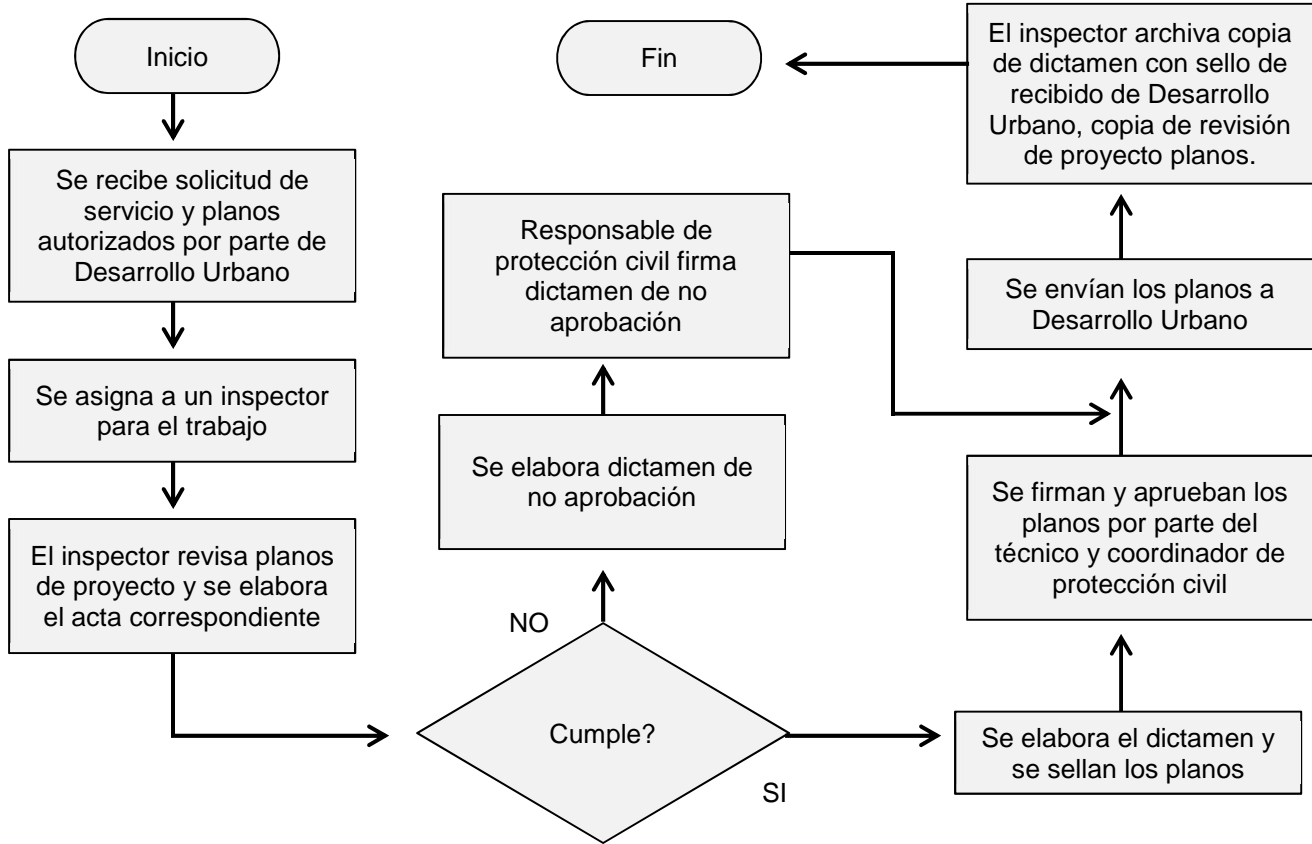 Inicio
Se recibe solicitud de
servicio y planos
autorizados por parte de
Desarrollo Urbano
Se asigna a un inspector
para el trabajo
El inspector revisa planos
de proyecto y se elabora
el acta correspondiente
Cumple?
NO
Se elabora dictamen de
no aprobación
Responsable de
protección civil firma
dictamen de no
aprobación
SI
Se elabora el dictamen y
se sellan los planos
Se firman y aprueban los
planos por parte del
técnico y coordinador de
protección civil
Se envían los planos a
Desarrollo Urbano
El inspector archiva copia
de dictamen con sello de
recibido de Desarrollo
Urbano, copia de revisión
de proyecto planos.
Fin